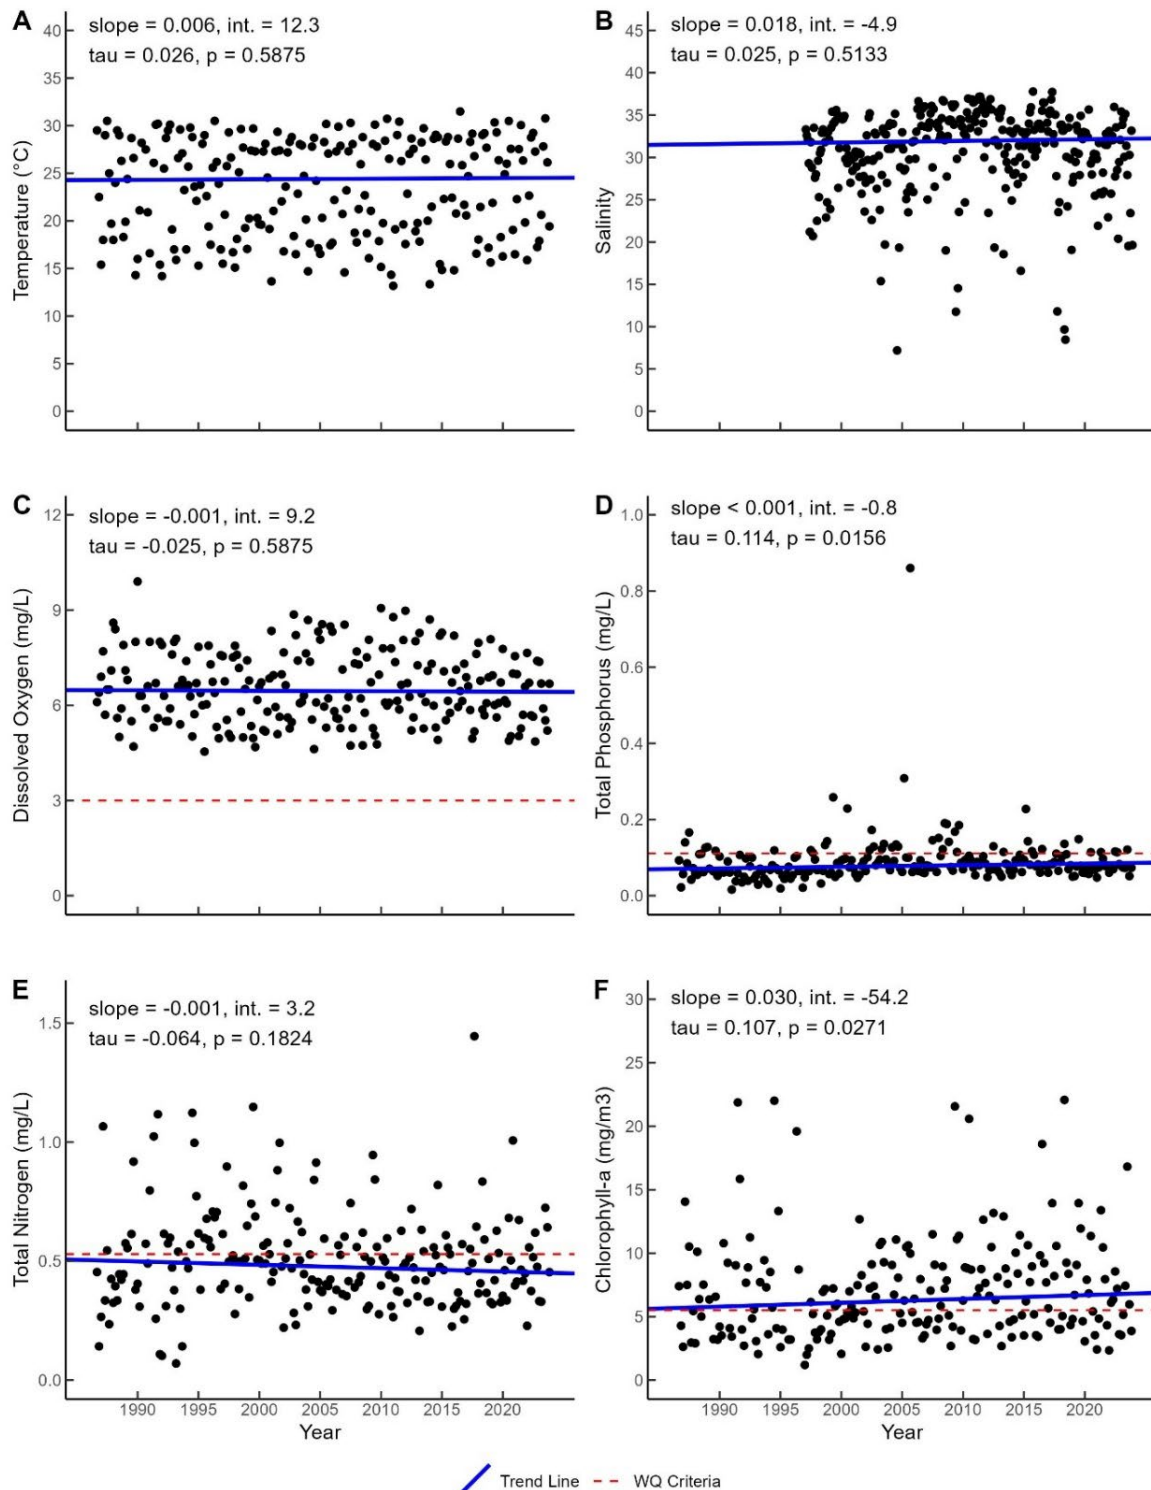 A
slope = 0.006, int. = 12.3
tau = 0.026, p = 0.5875
40
35
30
25
20
15
10
5
0
Temperature (°C)
B
slope = 0.018, int. = -4.9
tau = 0.025, p = 0.5133
45
40
35
30
25
20
15
10
5
0
Salinity
C
slope = -0.001, int. = 9.2
tau = -0.025, p = 0.5875
12
9
6
3
0
Dissolved Oxygen (mg/L)
D
slope < 0.001, int. = -0.8
tau = 0.114, p = 0.0156
1.0
0.8
0.6
0.4
0.2
0.0
Total Phosphorus (mg/L)
E
slope = -0.001, int. = 3.2
tau = -0.064, p = 0.1824
1.5
1.0
0.5
0.0
Total Nitrogen (mg/L)
1990 1995 2000 2005 2010 2015 2020
Year
F
slope = 0.030, int. = -54.2
tau = 0.107, p = 0.0271
30
25
20
15
10
5
0
Chlorophyll-a (mg/m3)
1990 1995 2000 2005 2010 2015 2020
Year
Trend Line WQ Criteria